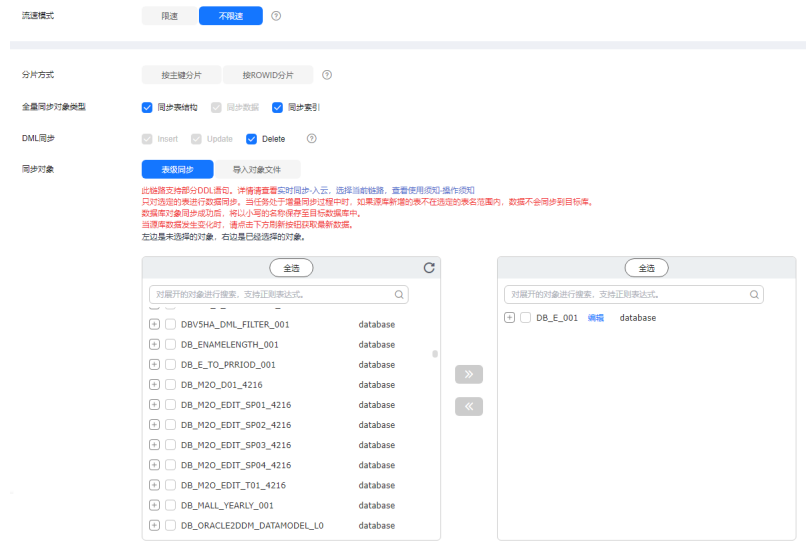 流速模式 限速 不限速
分片方式 按主键分片 按ROWID分片
全量同步对象类型 同步表结构 同步数据 同步索引
DML同步 Insert Update Delete
同步对象 表级同步 导入对象文件
此链路支持部分DDL语句。详情请查看实时同步-入云，选择当前链路，查看使用须知-操作须知
只对选定的表进行数据同步。当任务处于增量同步过程中时，如果源库新增的表不在选定的表名范围内，数据不会同步到目标库。
数据库对象同步成功后，将以小写的名称保存至目标数据库中。
当源库数据发生变化时，请点击下方刷新按钮获取最新数据。
左边是未选择的对象，右边是已经选择的对象。
全选
对展开的对象进行搜索，支持正则表达式。
DBV5HA_DML_FILTER_001 database
DB_ENAMELENGTH_001 database
DB_E_TO_PRRIOD_001 database
DB_M2O_D01_4216 database
DB_M2O_EDIT_SP01_4216 database
DB_M2O_EDIT_SP02_4216 database
DB_M2O_EDIT_SP03_4216 database
DB_M2O_EDIT_SP04_4216 database
DB_M2O_EDIT_T01_4216 database
DB_MALL_YEARLY_001 database
DB_ORACLE2DDM_DATAMODEL_L0 database
全选
对展开的对象进行搜索，支持正则表达式。
DB_E_001 编辑 database